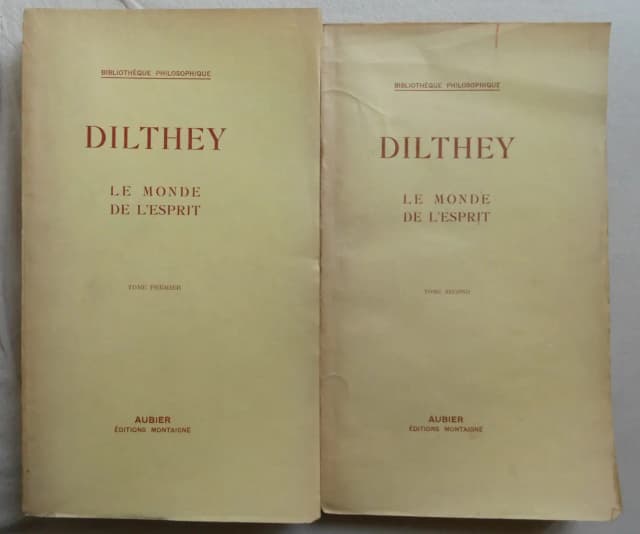 BIBLIOTHÈQUE PHILOSOPHIQUE
DILTHEY
LE MONDE
DE L'ESPRIT
TOME PREMIER
AUBIER
ÉDITIONS MONTAIGNE
BIBLIOTHÈQUE PHILOSOPHIQUE
DILTHEY
LE MONDE
DE L'ESPRIT
TOME SECOND
AUBIER
ÉDITIONS MONTAIGNE